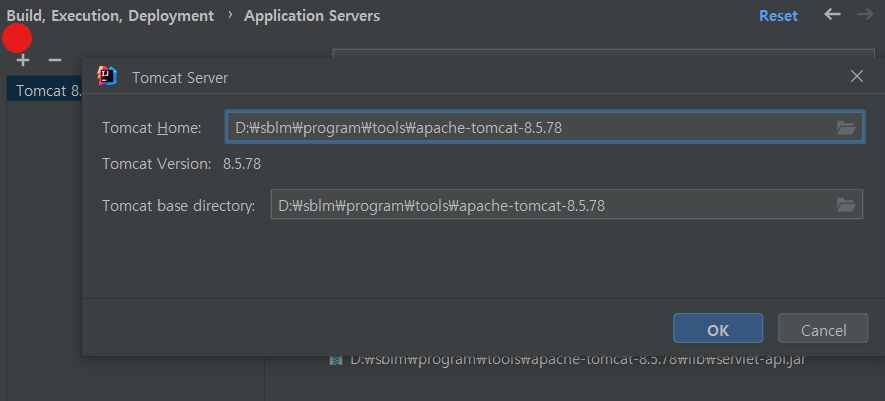 Build, Execution, Deployment › Application Servers
Reset
Tomcat 8.
Tomcat Server
Tomcat Home: D:₩sblm₩program₩tools₩apache-tomcat-8.5.78
Tomcat Version: 8.5.78
Tomcat base directory: D:₩sblm₩program₩tools₩apache-tomcat-8.5.78
OK
Cancel
D:₩sblm₩program₩tools₩apache-tomcat-8.5.78₩lib₩servlet-api.jar